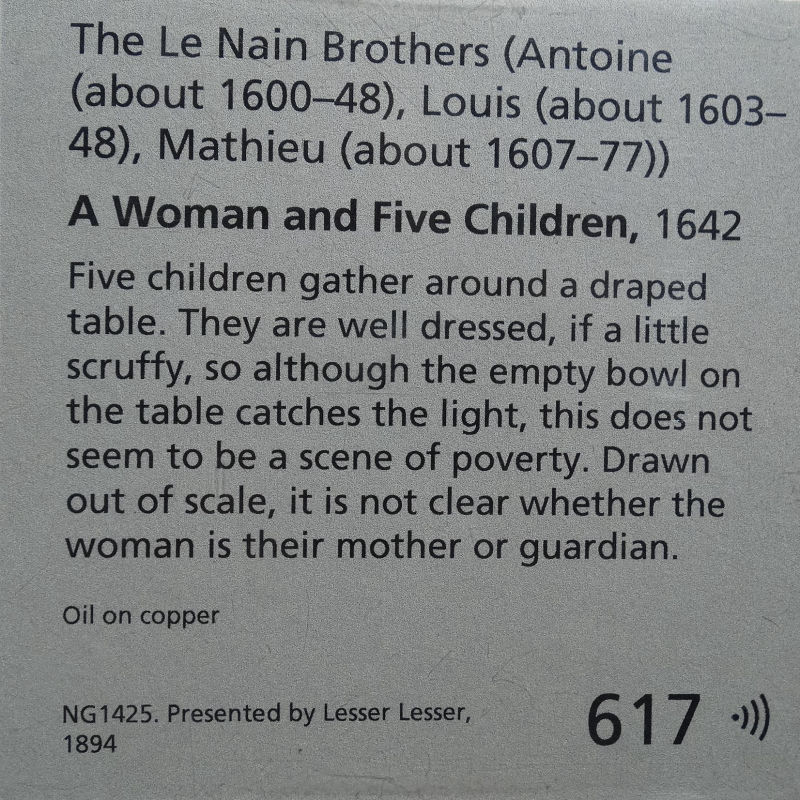 The Le Nain Brothers (Antoine
(about 1600–48), Louis (about 1603–
48), Mathieu (about 1607–77))
A Woman and Five Children, 1642
Five children gather around a draped
table. They are well dressed, if a little
scruffy, so although the empty bowl on
the table catches the light, this does not
seem to be a scene of poverty. Drawn
out of scale, it is not clear whether the
woman is their mother or guardian.
Oil on copper
NG1425. Presented by Lesser Lesser,
1894
617